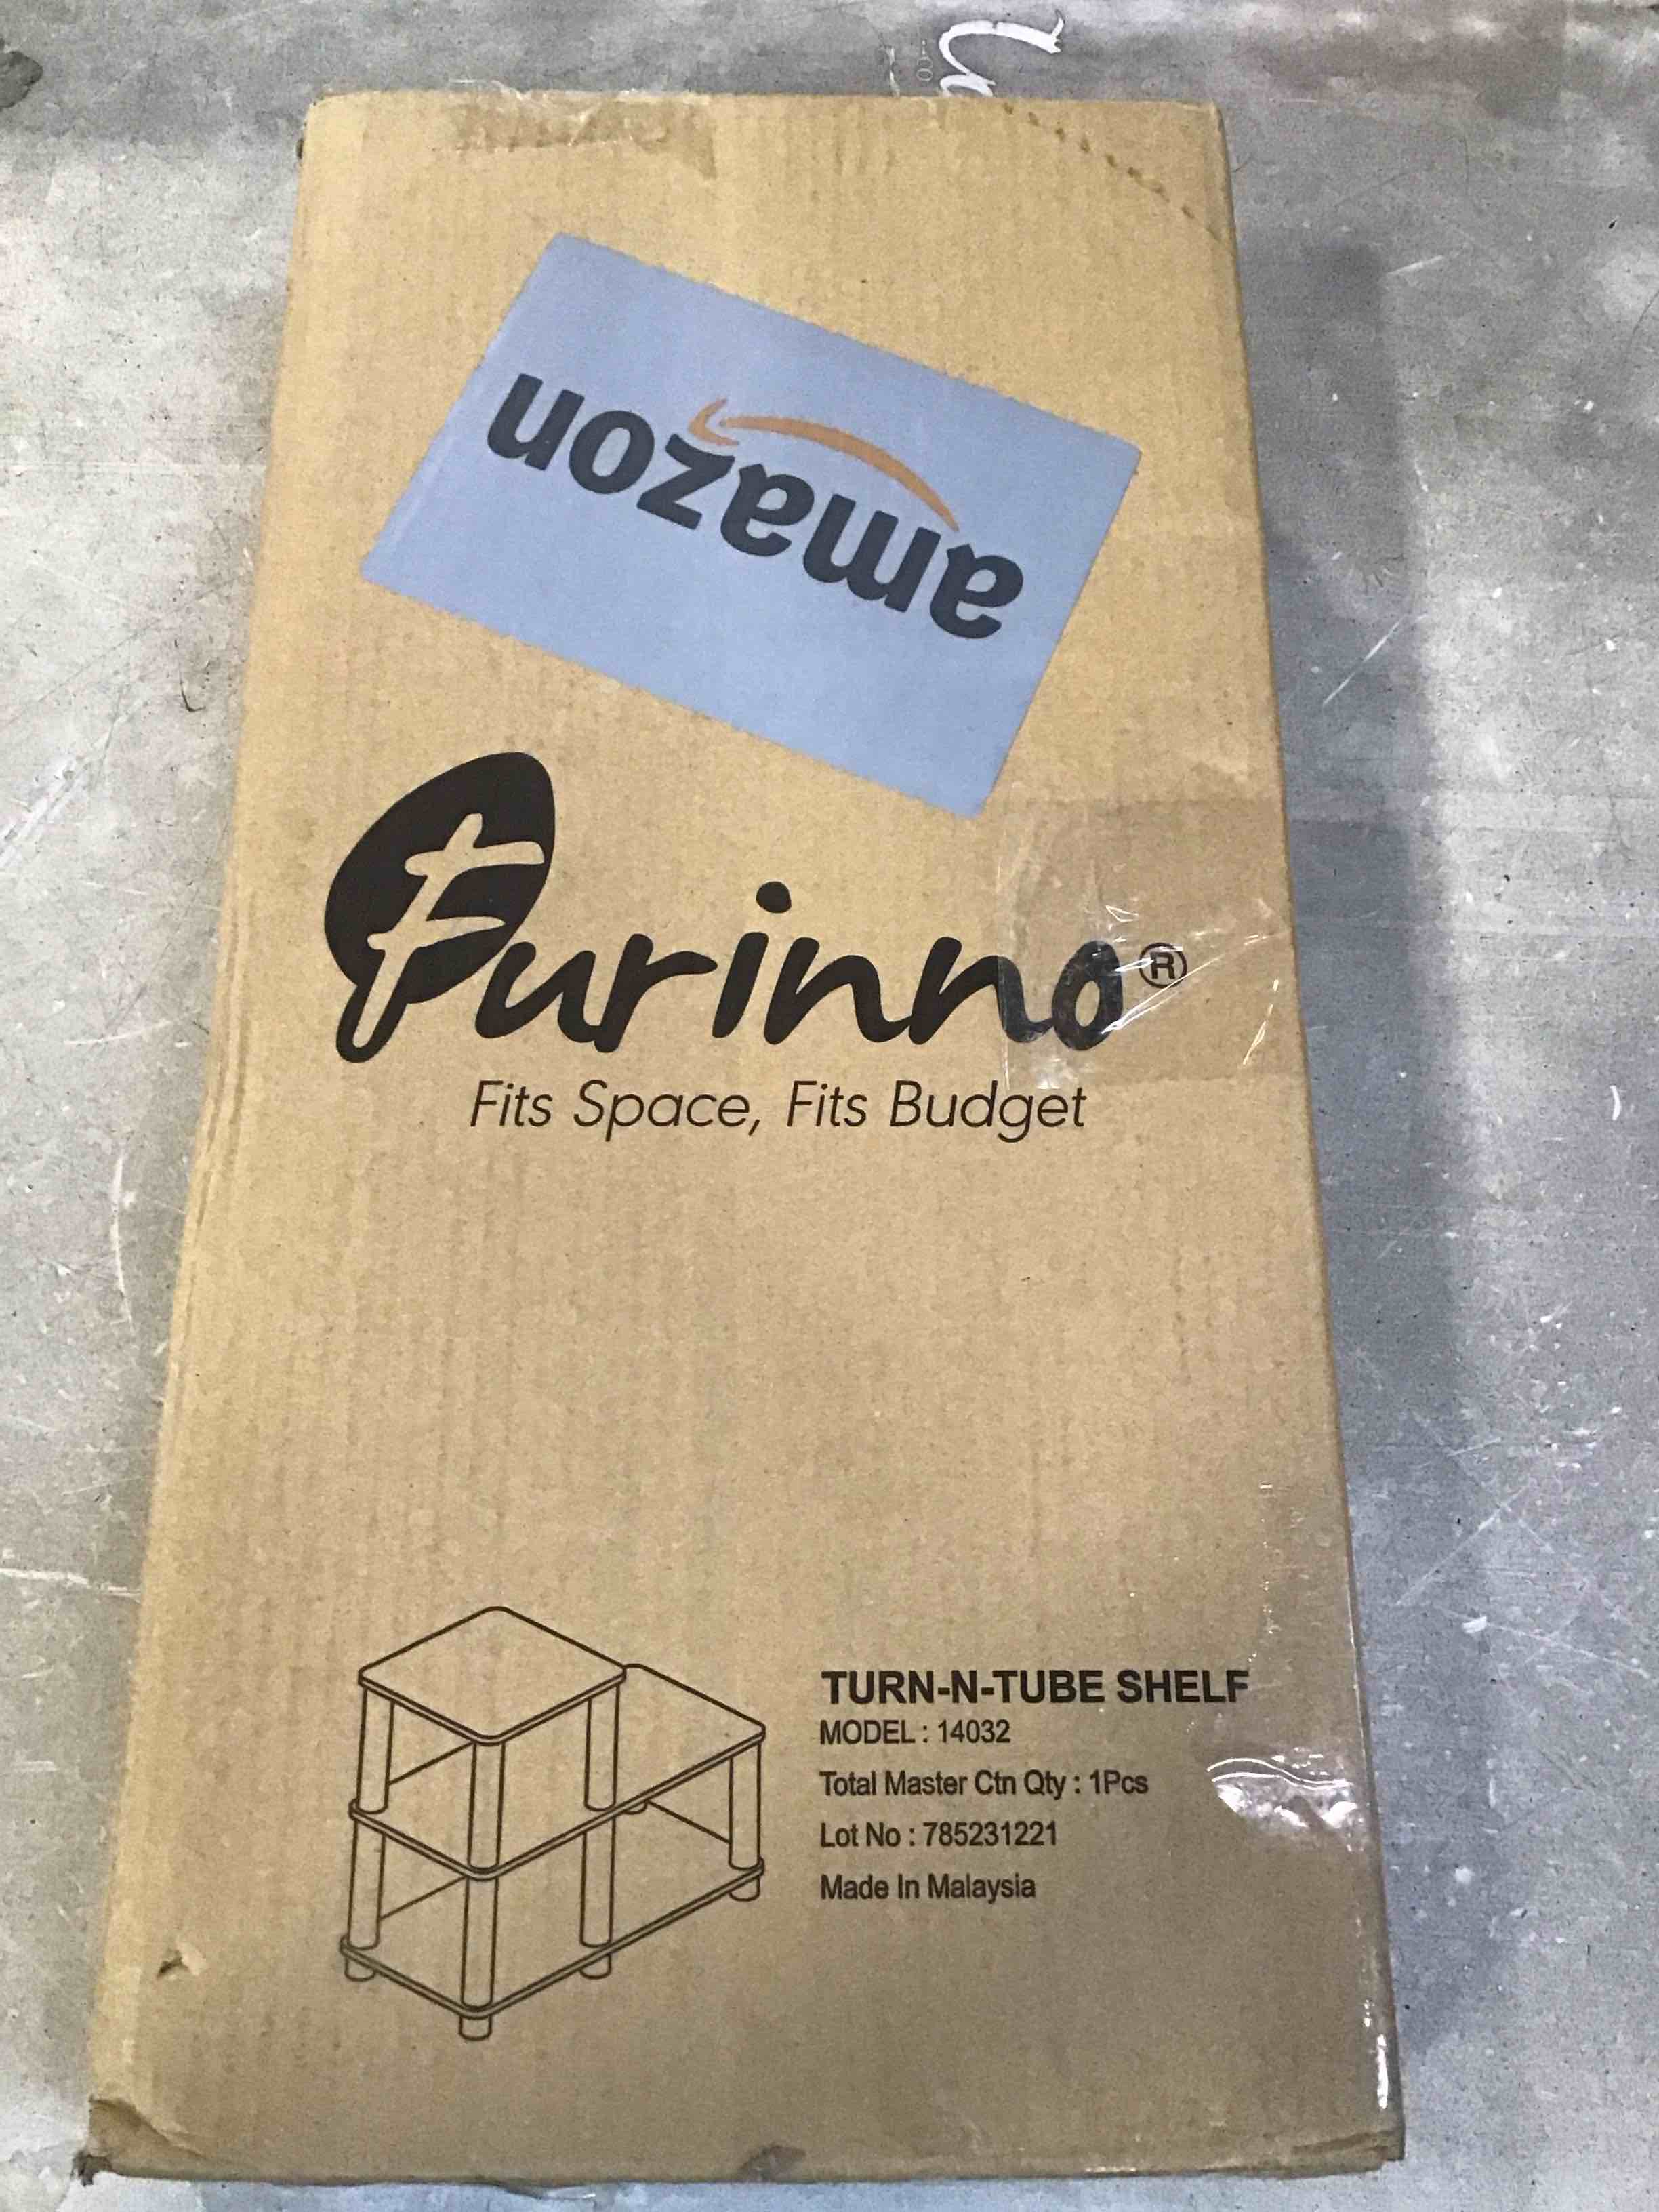 amazon
Furinno®
Fits Space, Fits Budget
TURN-N-TUBE SHELF
MODEL : 14032
Total Master Ctn Qty : 1Pcs
Lot No : 785231221
Made In Malaysia